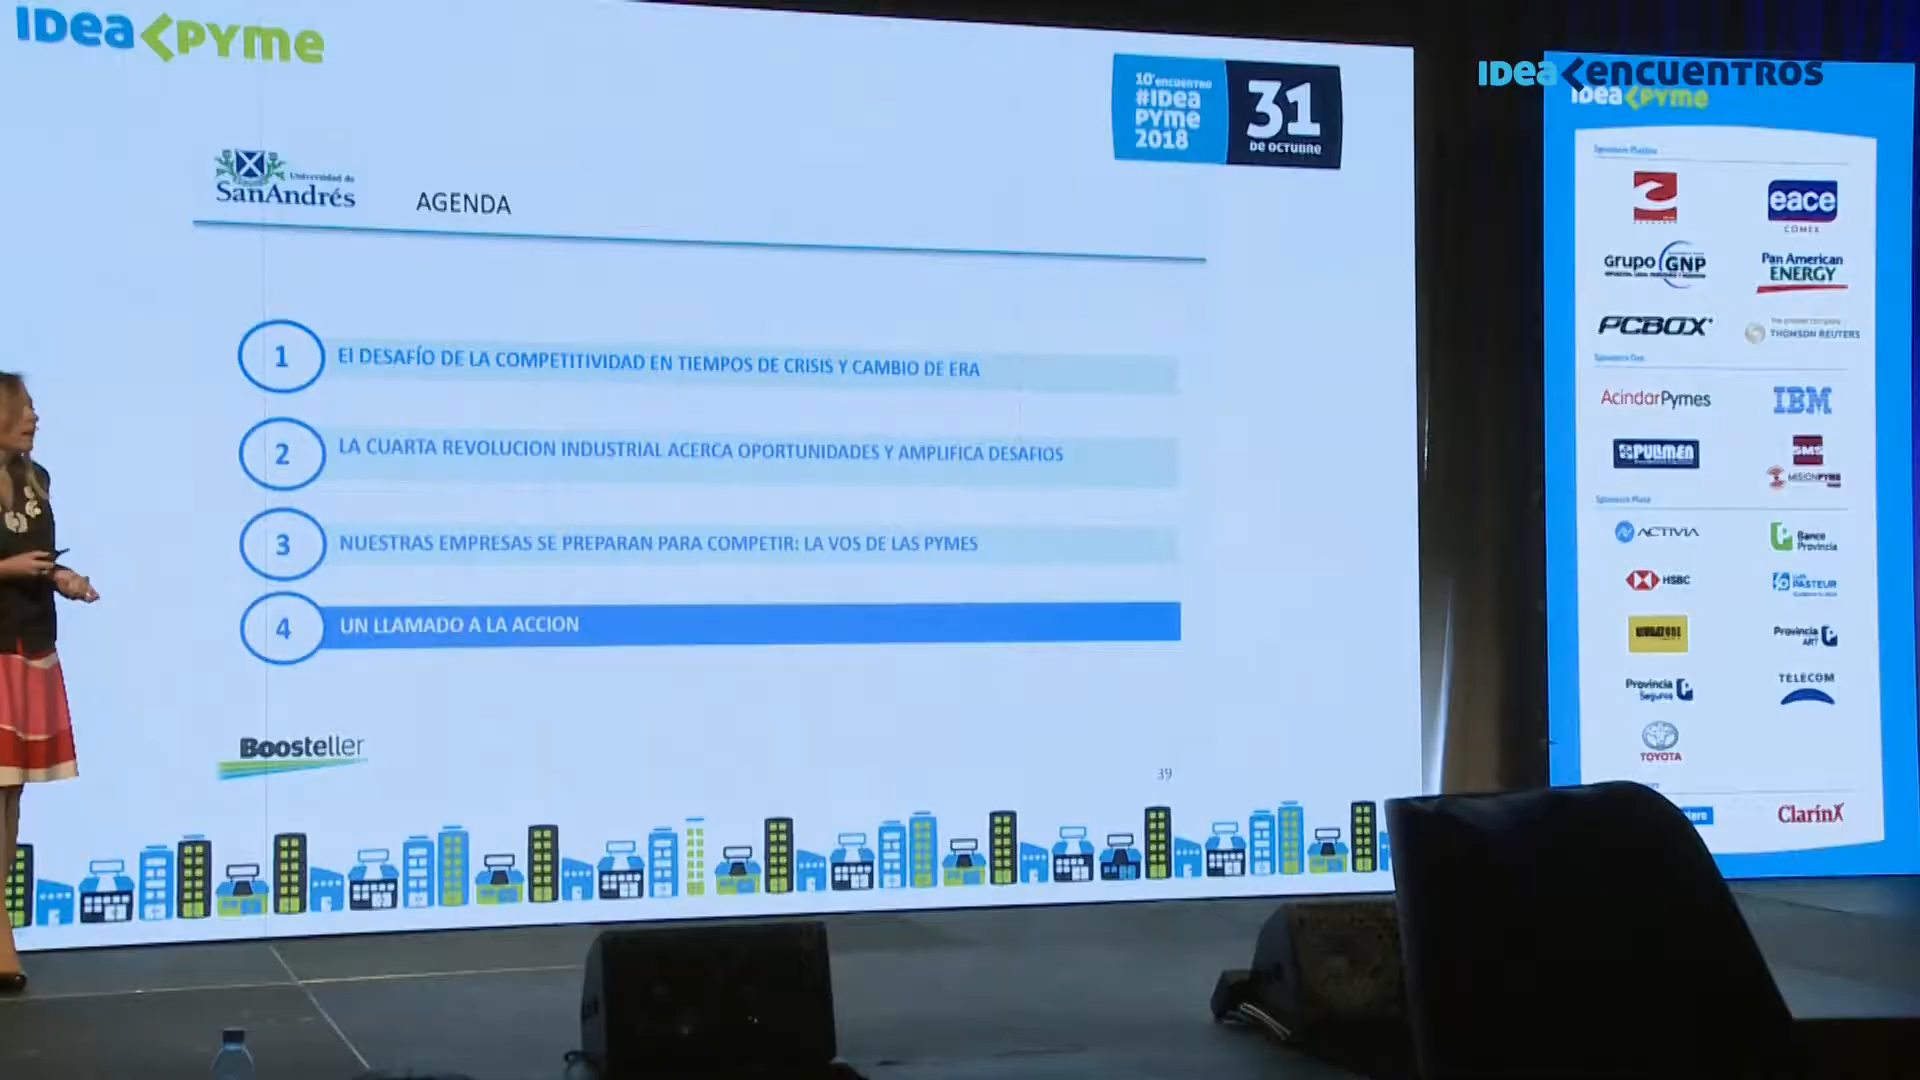 IDea<PYme
10° encuentro
#IDea
PYme
2018
31
De OCTUBRe
Universidad de
SanAndrés
AGENDA
1
El DESAFÍO DE LA COMPETITIVIDAD EN TIEMPOS DE CRISIS Y CAMBIO DE ERA
2
LA CUARTA REVOLUCION INDUSTRIAL ACERCA OPORTUNIDADES Y AMPLIFICA DESAFIOS
3
NUESTRAS EMPRESAS SE PREPARAN PARA COMPETIR: LA VOS DE LAS PYMES
4
UN LLAMADO A LA ACCION
Boosteller
39
IDea<encuentros
IDea<PYme
eace
COMEX
Grupo GNP
Pan American
ENERGY
PCBOX
THOMSON REUTERS
AcindarPymes
IBM
PULLMEN
SMS
MISIONPYME
ACTIVIA
Banco
Provincia
HSBC
PASTEUR
Provincia
ART
Provincia
Seguros
TELECOM
TOYOTA
Clarín